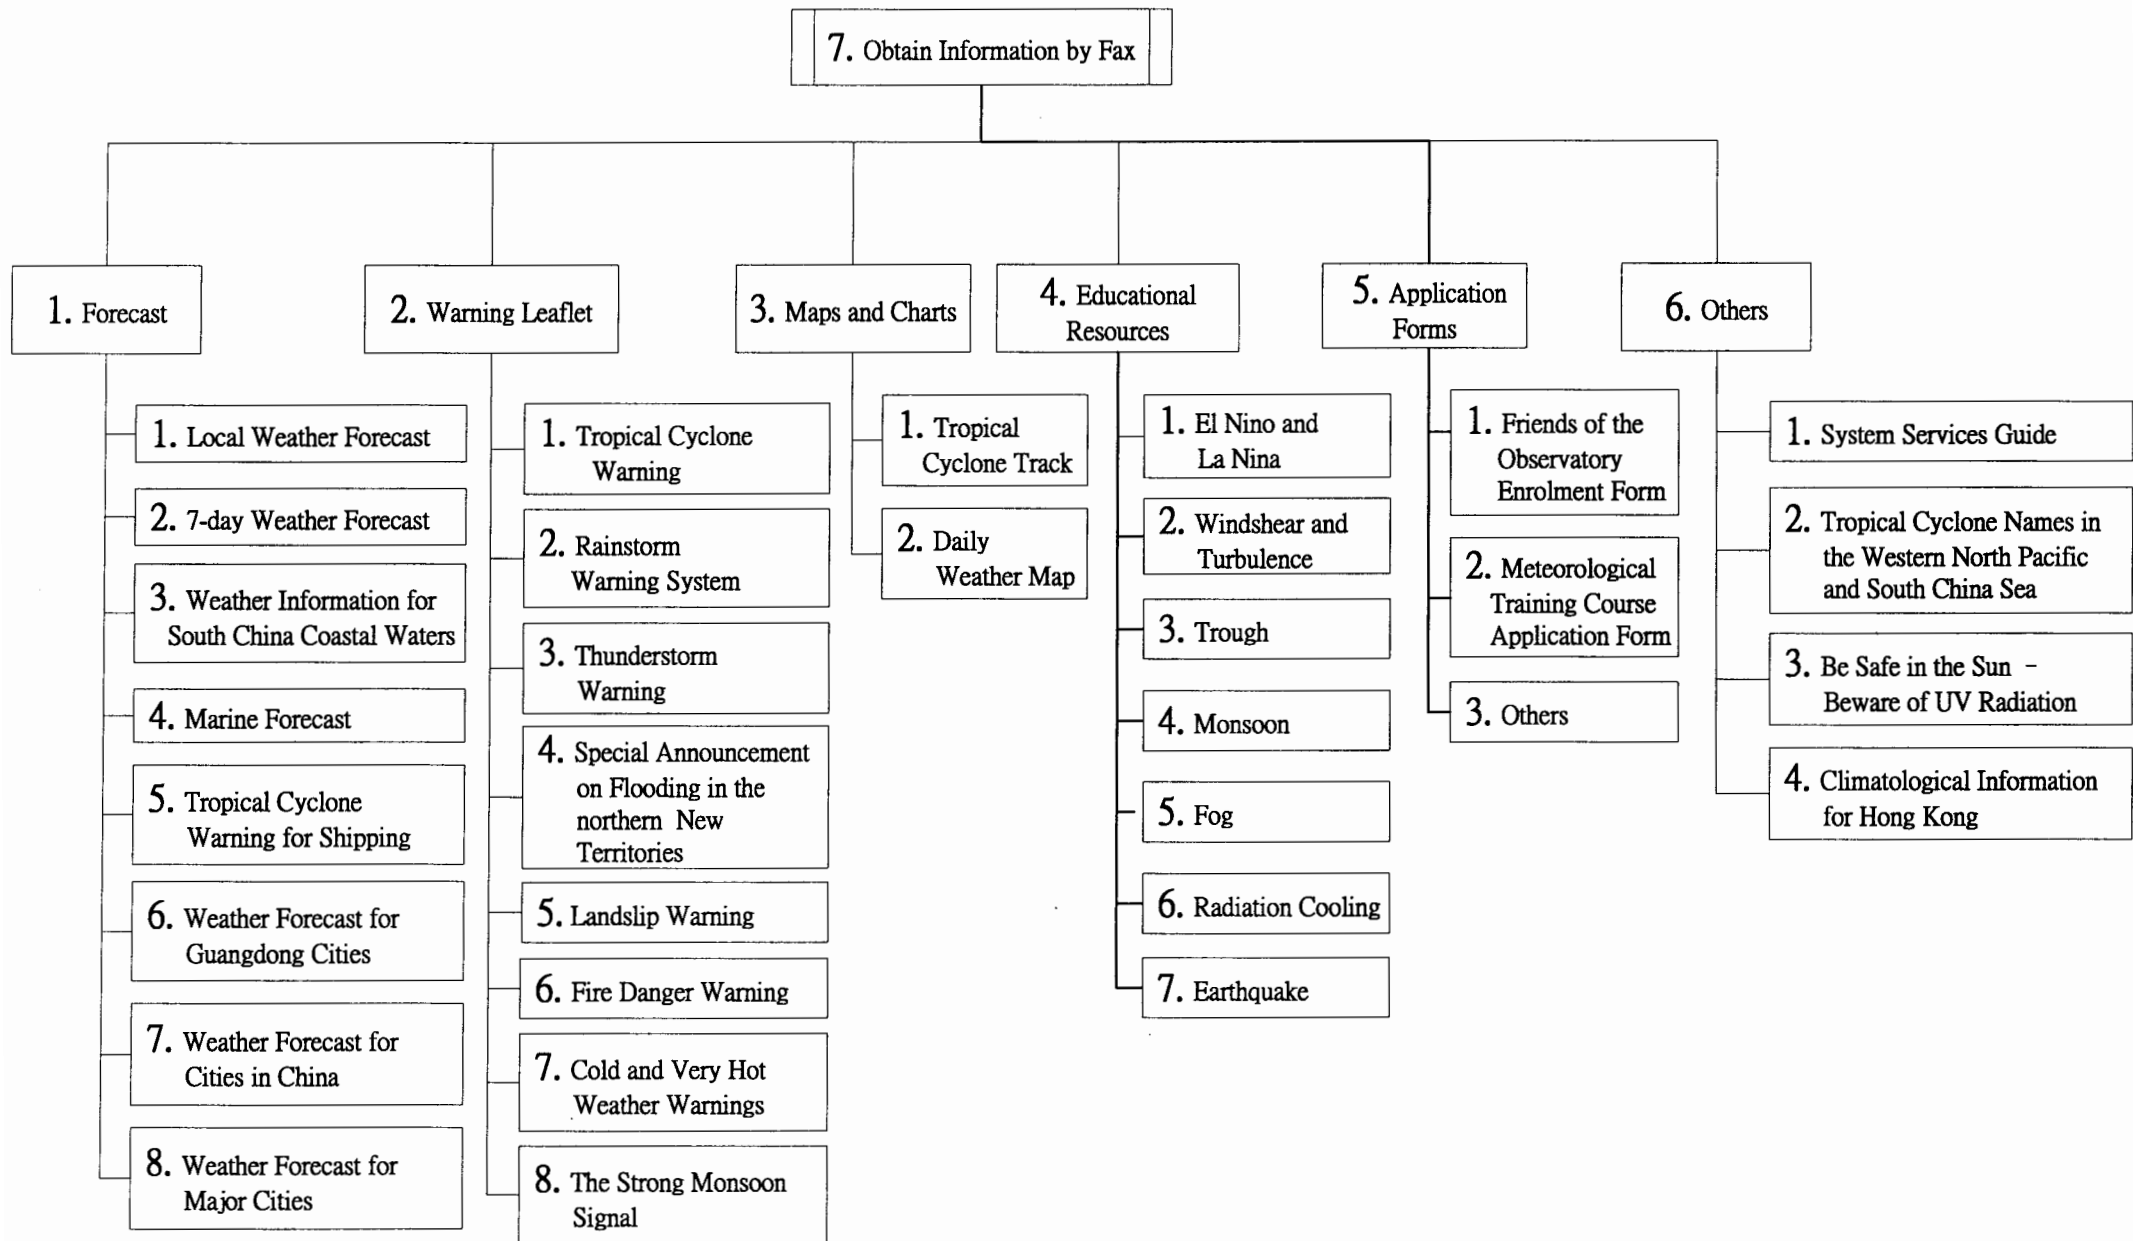 7. Obtain Information by Fax
1. Forecast
1. Local Weather Forecast
2. 7-day Weather Forecast
3. Weather Information for
South China Coastal Waters
4. Marine Forecast
5. Tropical Cyclone
Warning for Shipping
6. Weather Forecast for
Guangdong Cities
7. Weather Forecast for
Cities in China
8. Weather Forecast for
Major Cities
2. Warning Leaflet
1. Tropical Cyclone
Warning
2. Rainstorm
Warning System
3. Thunderstorm
Warning
4. Special Announcement
on Flooding in the
northern New
Territories
5. Landslip Warning
6. Fire Danger Warning
7. Cold and Very Hot
Weather Warnings
8. The Strong Monsoon
Signal
3. Maps and Charts
1. Tropical
Cyclone Track
2. Daily
Weather Map
4. Educational
Resources
1. El Nino and
La Nina
2. Windshear and
Turbulence
3. Trough
4. Monsoon
5. Fog
6. Radiation Cooling
7. Earthquake
5. Application
Forms
1. Friends of the
Observatory
Enrolment Form
2. Meteorological
Training Course
Application Form
3. Others
6. Others
1. System Services Guide
2. Tropical Cyclone Names in
the Western North Pacific
and South China Sea
3. Be Safe in the Sun -
Beware of UV Radiation
4. Climatological Information
for Hong Kong